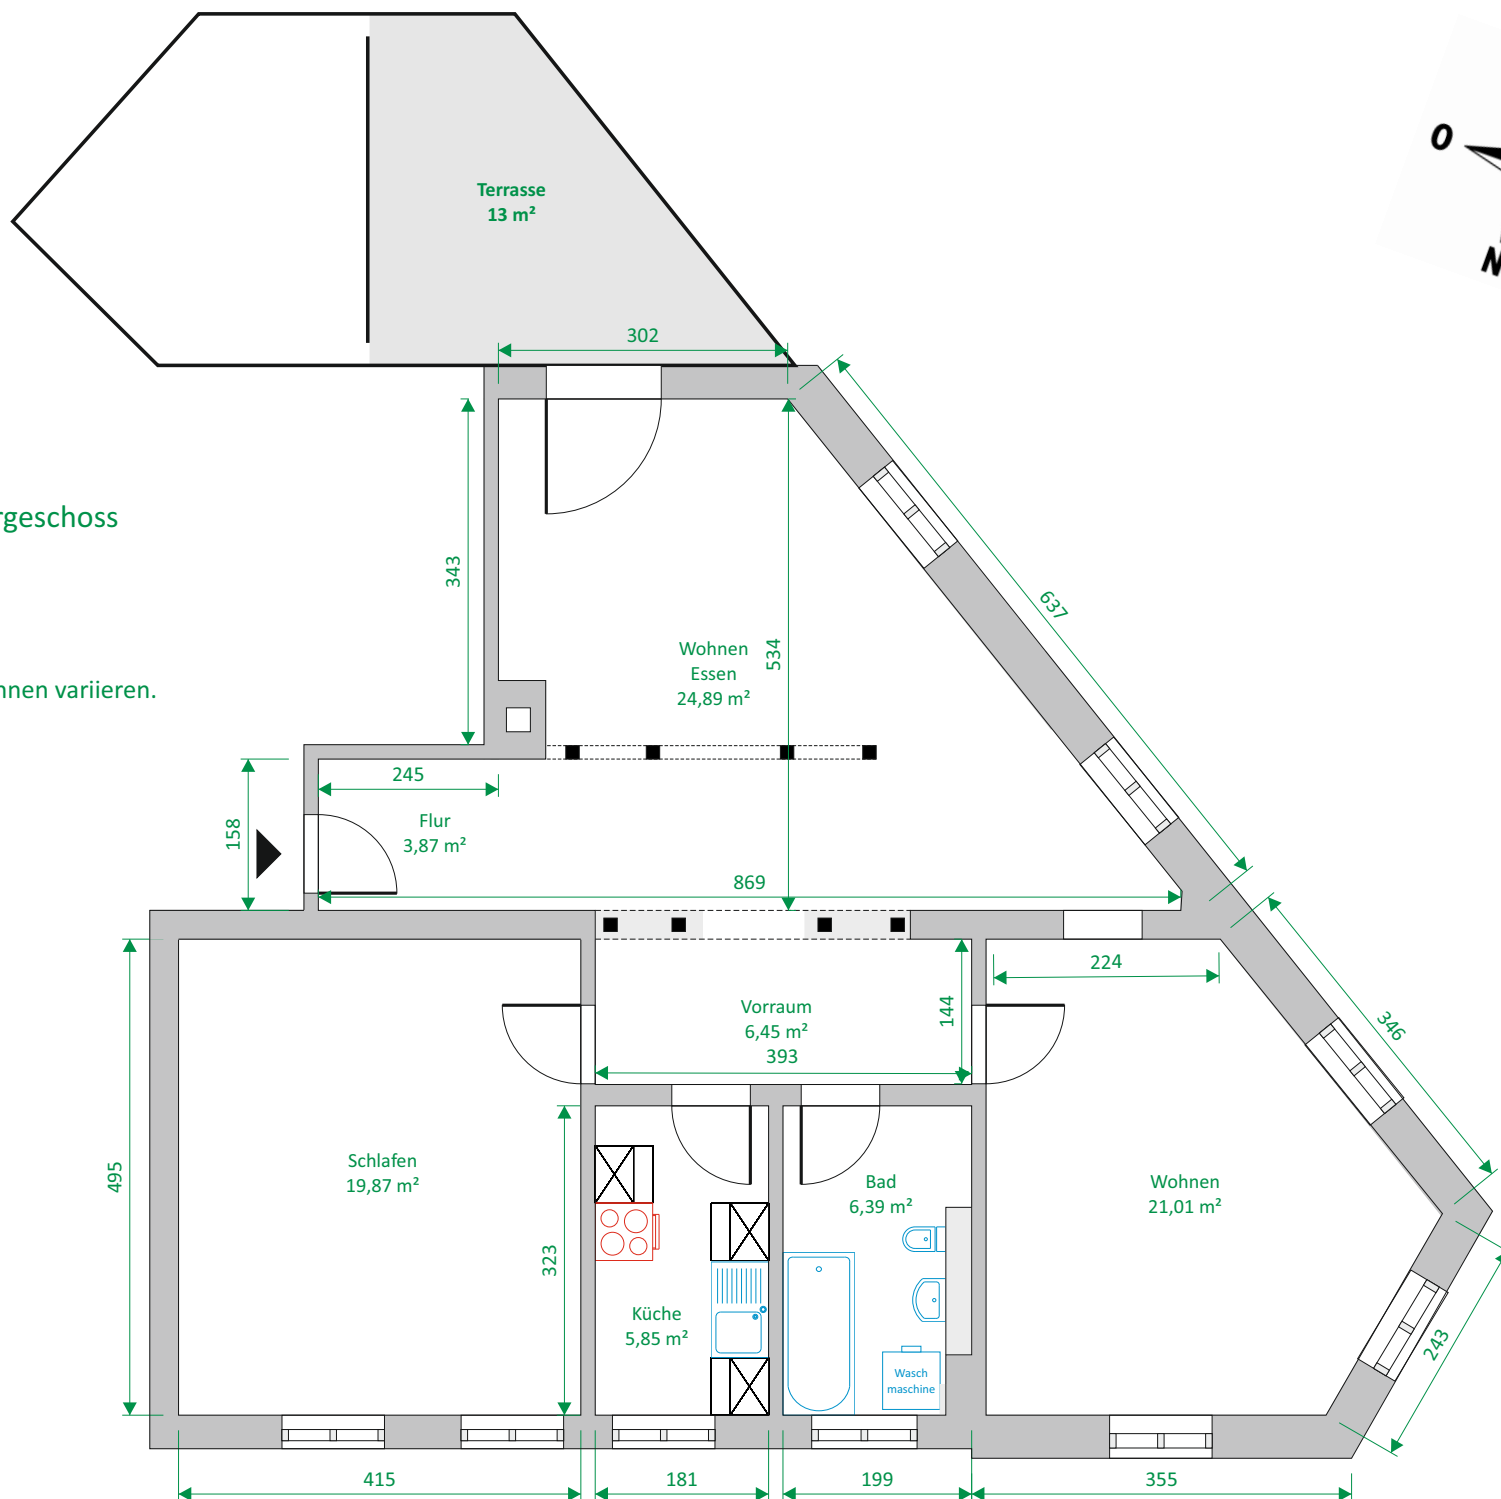 O
N
Terrasse
13 m²
302
rgeschoss
343
637
Wohnen
Essen
24,89 m²
534
nnen variieren.
245
Flur
3,87 m²
158
869
224
Vorraum
6,45 m²
393
144
346
495
Schlafen
19,87 m²
323
Küche
5,85 m²
Bad
6,39 m²
Wasch
maschine
Wohnen
21,01 m²
243
415
181
199
355